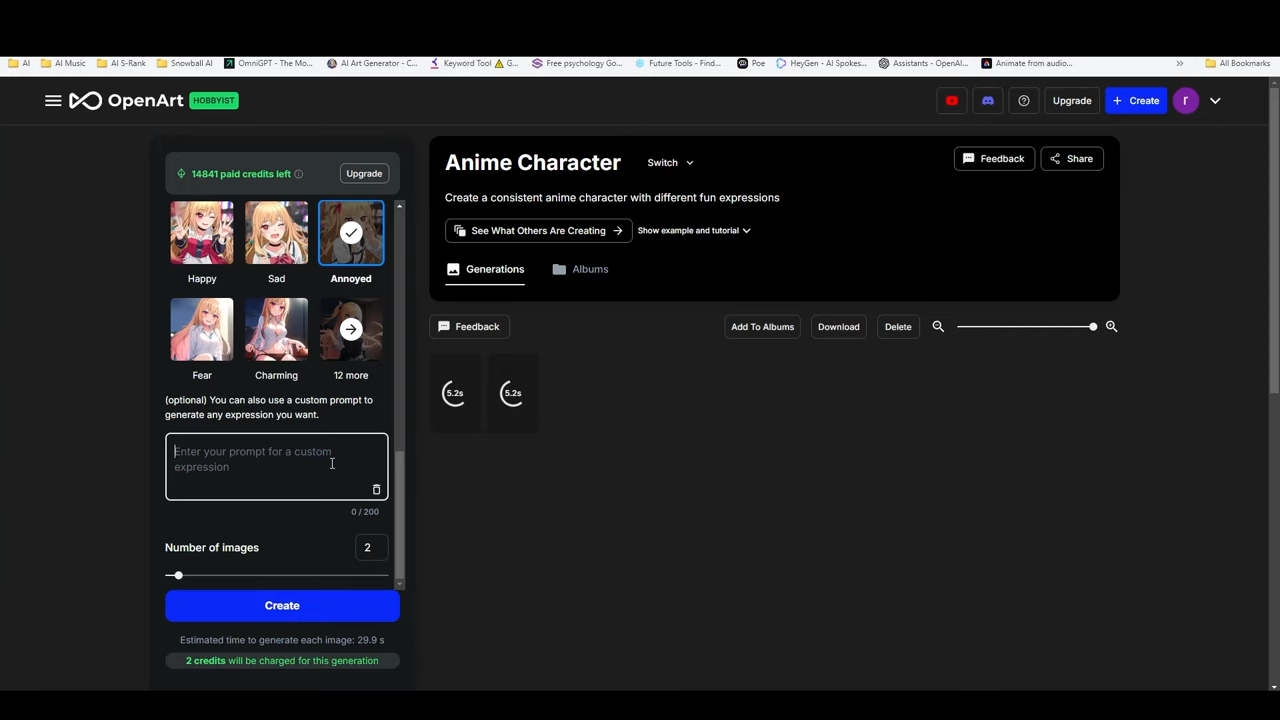 AI
AI Music
AI S-Rank
Snowball AI
OmniGPT - The Mo...
AI Art Generator - C...
Keyword Tool ⚠ G...
Free psychology Go...
Future Tools - Find...
Poe
HeyGen - AI Spokes...
Assistants - OpenAI...
Animate from audio...
»
All Bookmarks
OpenArt
HOBBYIST
Upgrade
+ Create
r
14841 paid credits left
Upgrade
Happy
Sad
Annoyed
Fear
Charming
12 more
(optional) You can also use a custom prompt to
generate any expression you want.
Enter your prompt for a custom
expression
0 / 200
Number of images
2
Create
Estimated time to generate each image: 29.9 s
2 credits will be charged for this generation
Anime Character
Switch
Feedback
Share
Create a consistent anime character with different fun expressions
See What Others Are Creating
Show example and tutorial
Generations
Albums
Feedback
Add To Albums
Download
Delete
5.2s
5.2s